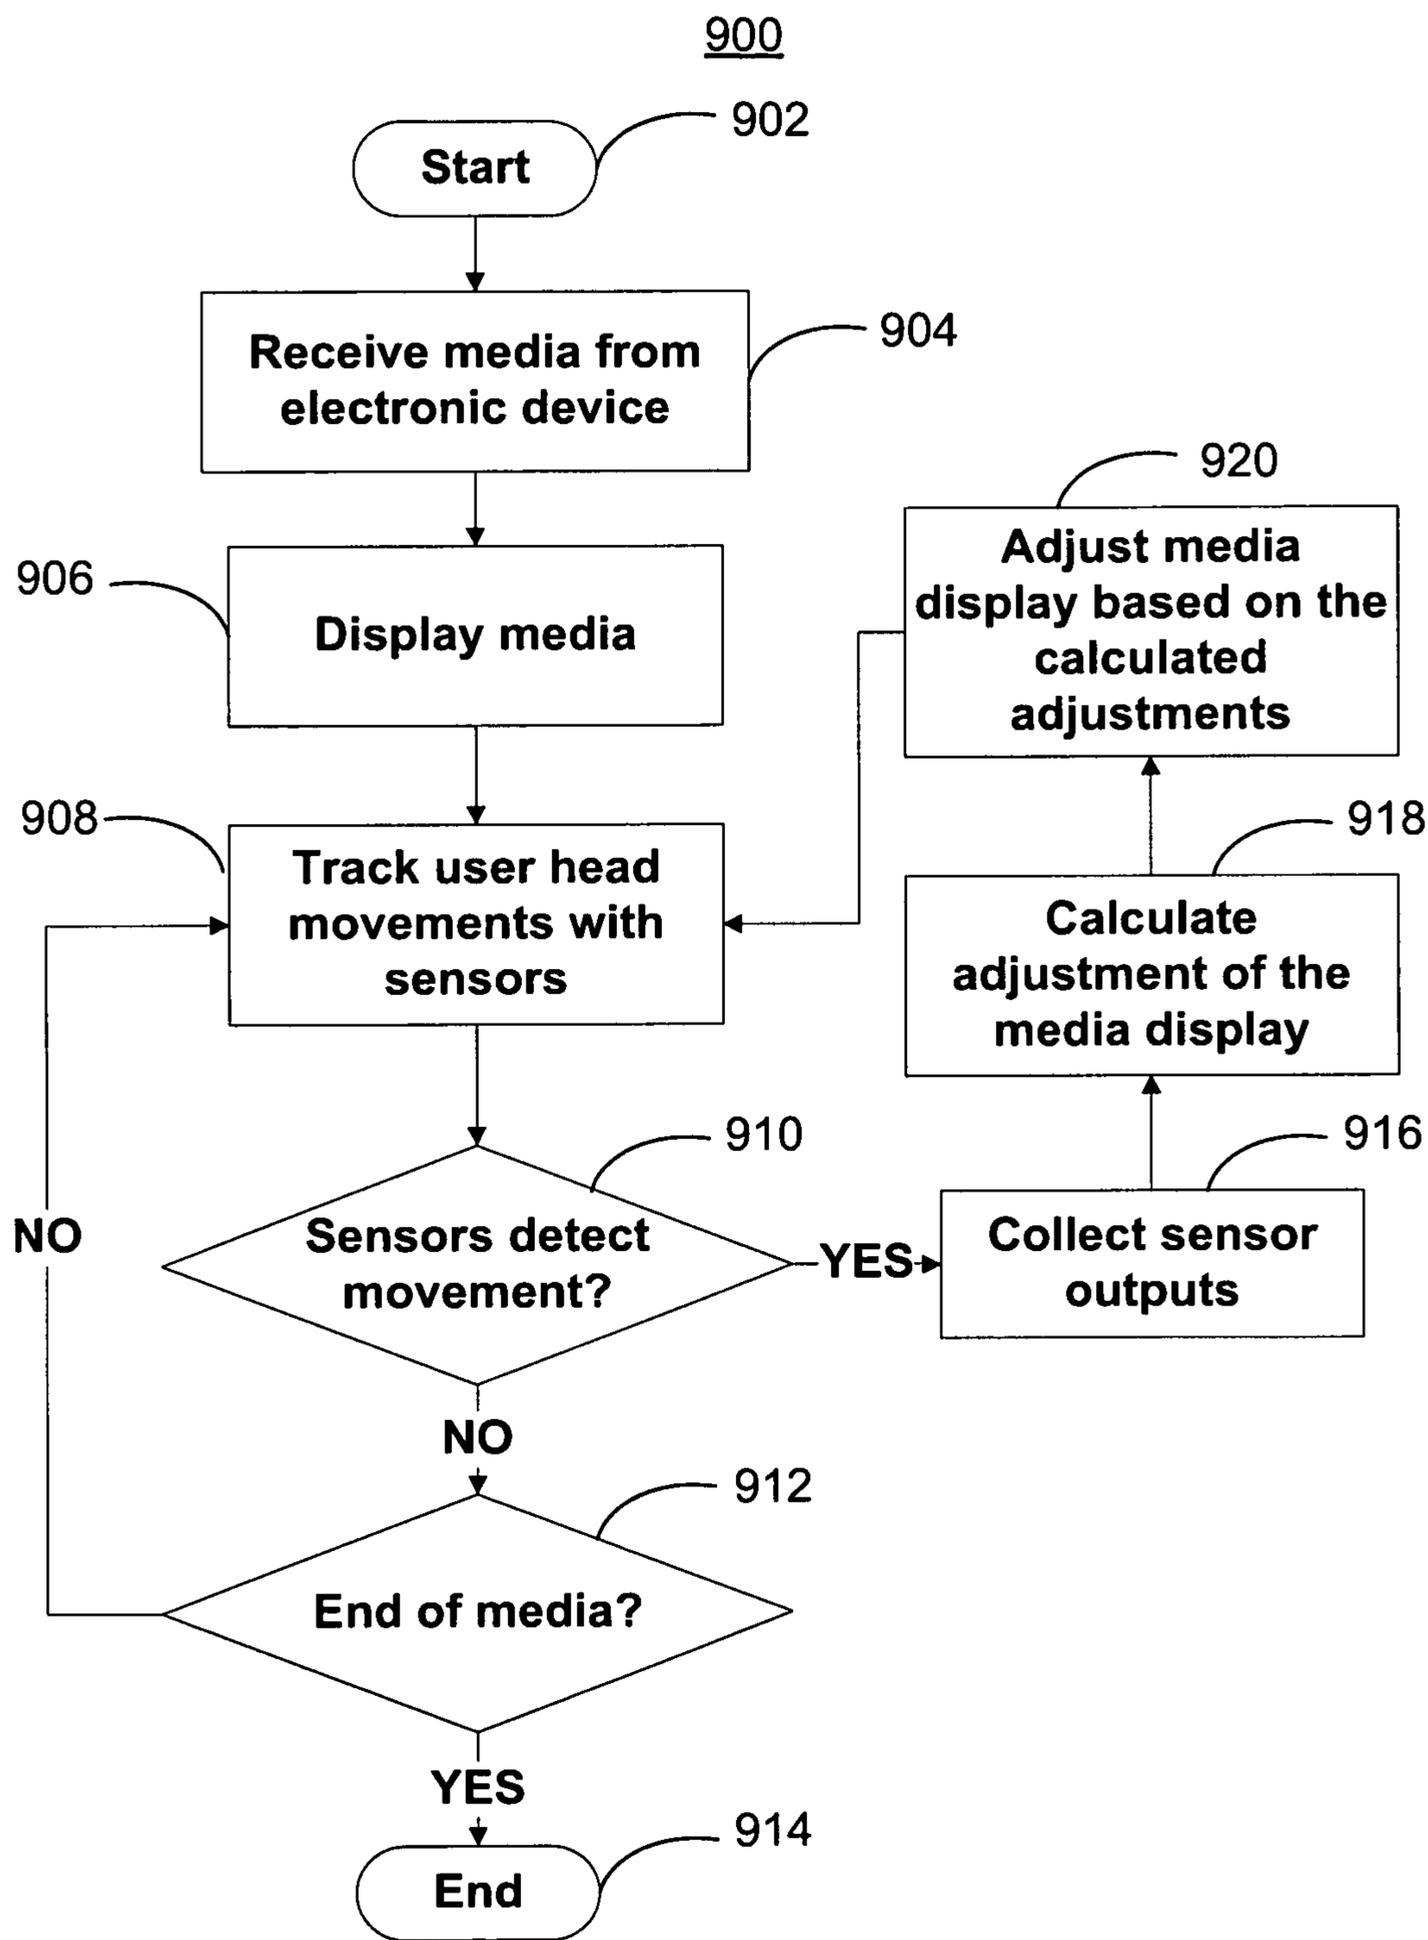 900
902
Start
904
Receive media from
electronic device
906
Display media
908
Track user head
movements with
sensors
910
Sensors detect
movement?
YES
NO
NO
912
End of media?
YES
914
End
916
Collect sensor
outputs
918
Calculate
adjustment of the
media display
920
Adjust media
display based on the
calculated
adjustments